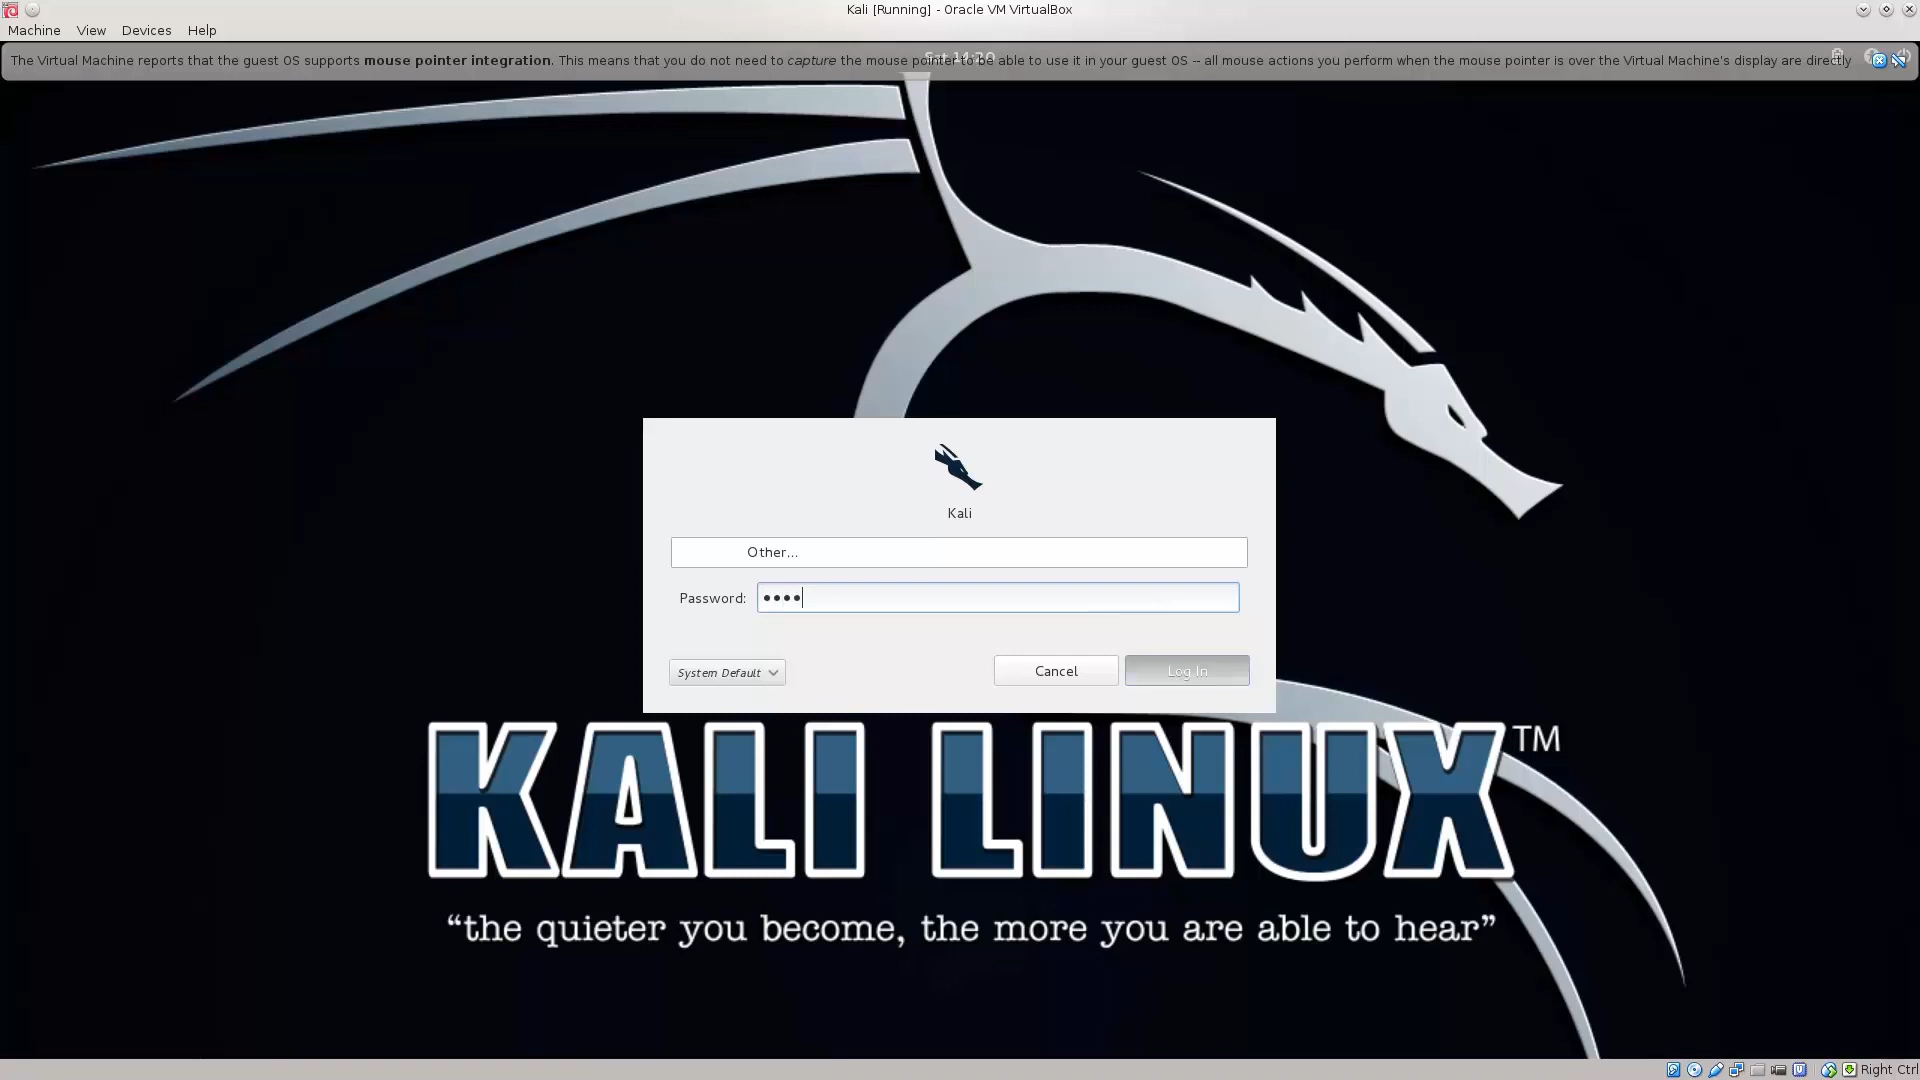 Kali [Running] - Oracle VM VirtualBox
Machine View Devices Help
Sat 14:20
The Virtual Machine reports that the guest OS supports mouse pointer integration. This means that you do not need to capture the mouse pointer to be able to use it in your guest OS -- all mouse actions you perform when the mouse pointer is over the Virtual Machine's display are directly
Kali
Other...
Password: ••••
System Default
Cancel
Log In
KALI LINUX™
“the quieter you become, the more you are able to hear”
Right Ctrl